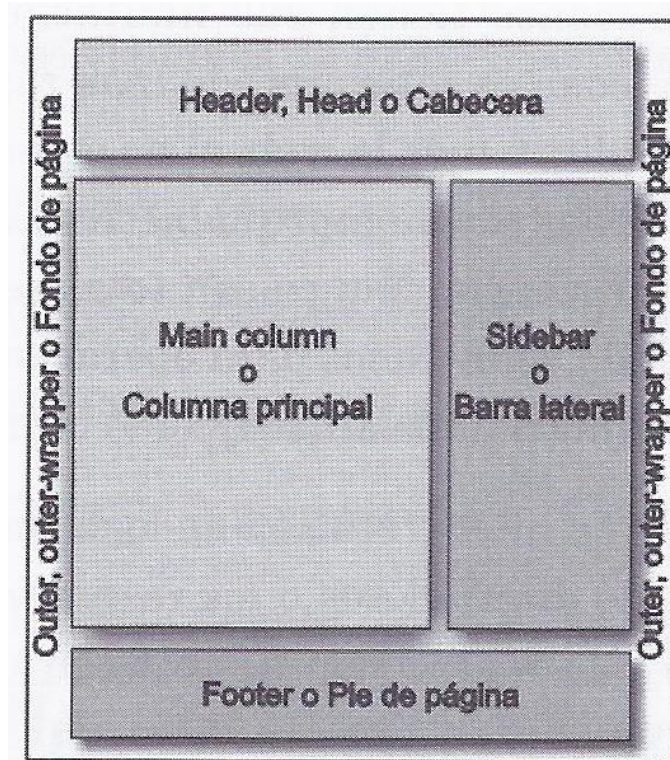 Header, Head o Cabecera
Outer, outer-wrapper o Fondo de página
Main column
o
Columna principal
Sidebar
o
Barra lateral
Outer, outer-wrapper o Fondo de página
Footer o Pie de página